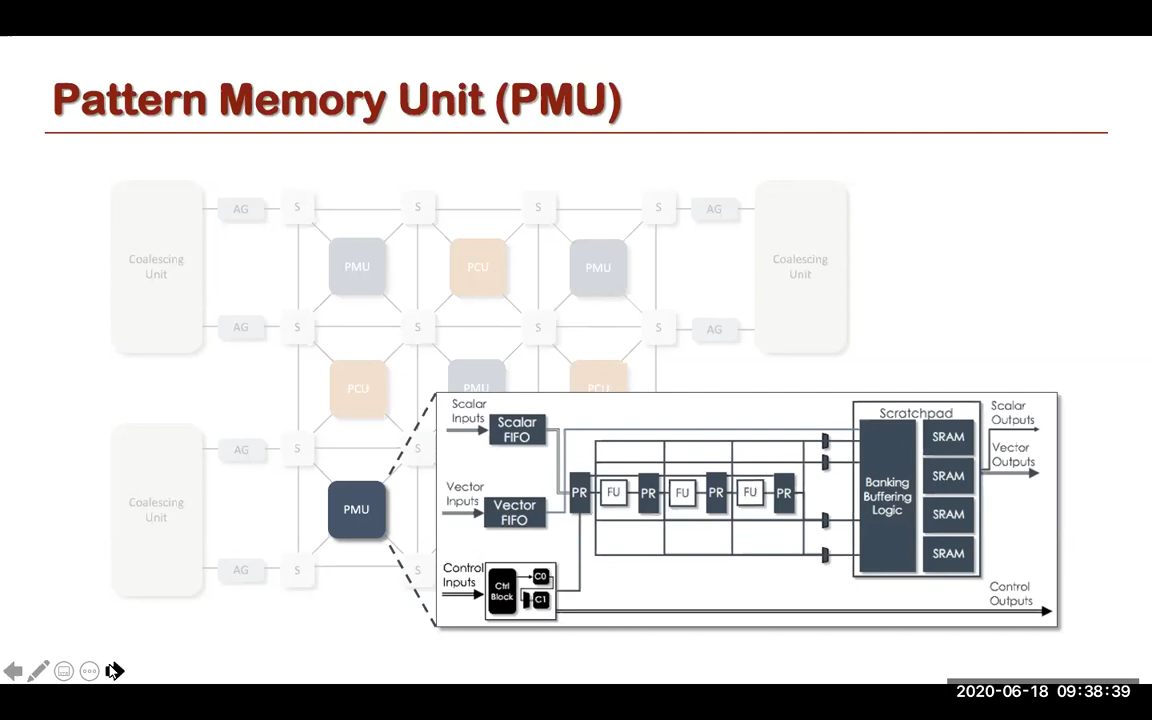 Pattern Memory Unit (PMU)
Coalescing
Unit
AG
S
S
S
S
AG
Coalescing
Unit
PMU
PCU
PMU
AG
S
S
S
S
AG
PCU
PMU
PCU
Coalescing
Unit
AG
S
S
PMU
AG
S
S
Scalar
Inputs
Scalar
FIFO
Vector
Inputs
Vector
FIFO
Control
Inputs
Ctrl
Block
C0
C1
PR
FU
PR
FU
PR
FU
PR
Scratchpad
Banking
Buffering
Logic
SRAM
SRAM
SRAM
SRAM
Scalar
Outputs
Vector
Outputs
Control
Outputs
2020-06-18 09:38:39